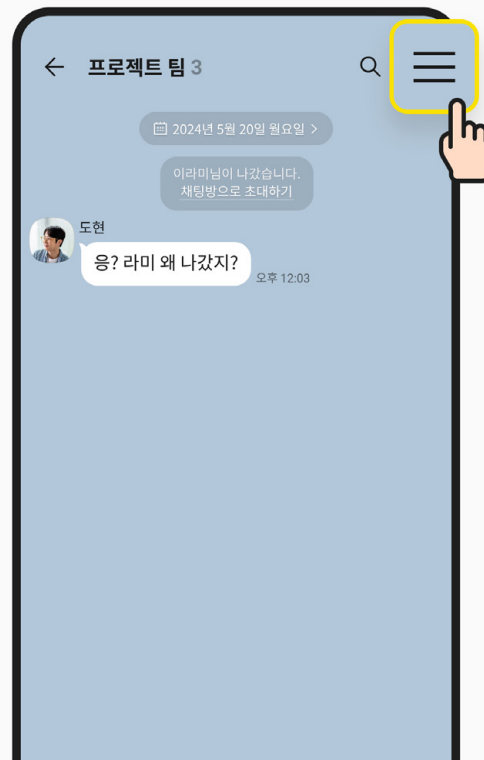 프로젝트 팀 3
2024년 5월 20일 월요일 >
이라미님이 나갔습니다.
채팅방으로 초대하기
도현
응? 라미 왜 나갔지?
오후 12:03